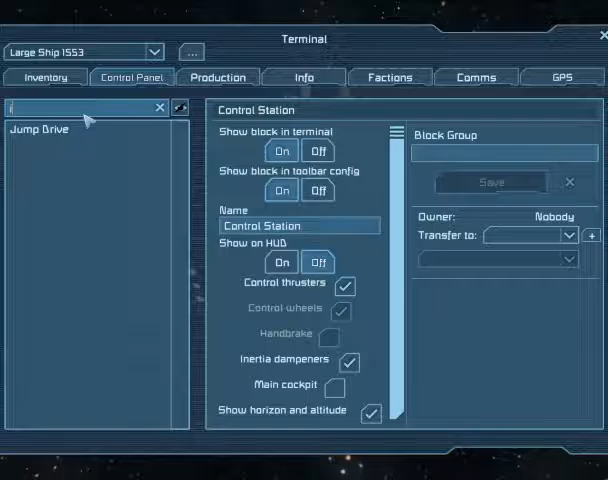 Terminal
Large Ship 1553
...
Inventory Control Panel Production Info Factions Comms GPS
Jump Drive
Control Station
Show block in terminal
On Off
Show block in toolbar config
On Off
Name
Control Station
Show on HUD
On Off
Control thrusters
Control wheels
Handbrake
Inertia dampeners
Main cockpit
Show horizon and altitude
Block Group
Save
Owner: Nobody
Transfer to:
+